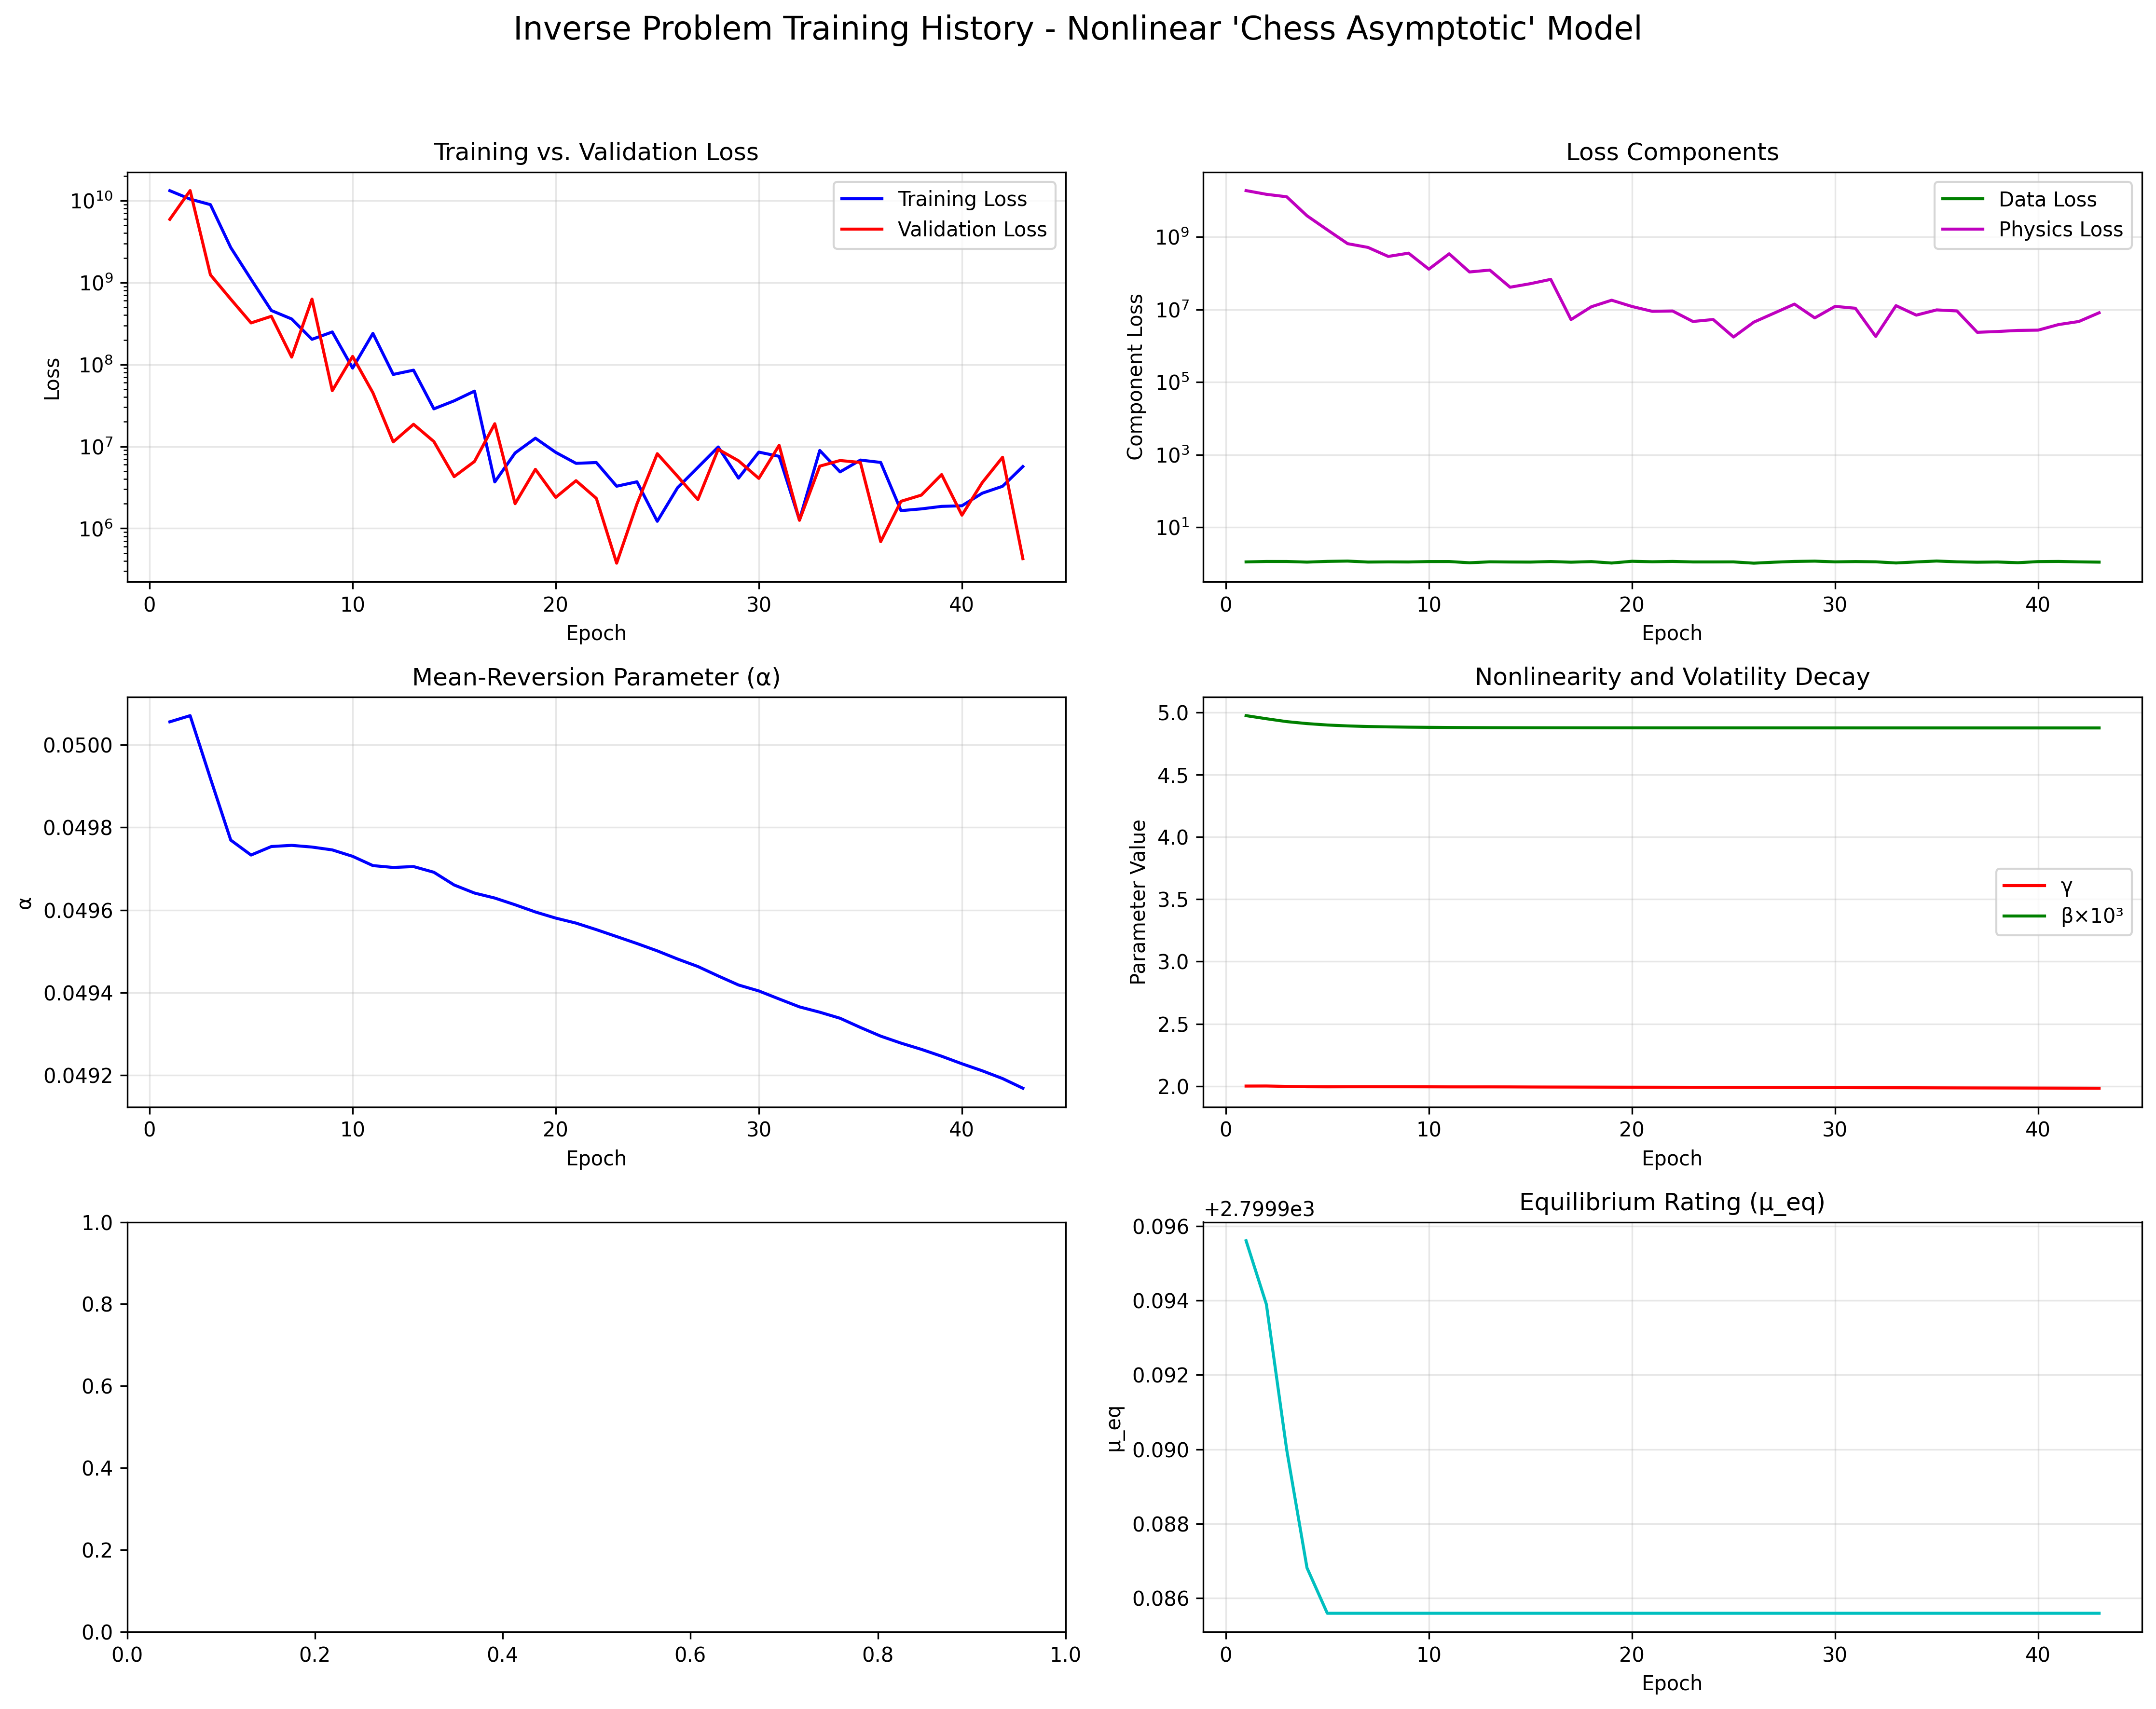 Inverse Problem Training History - Nonlinear 'Chess Asymptotic' Model
Training vs. Validation Loss
Loss
10¹⁰
10⁹
10⁸
10⁷
10⁶
Training Loss
Validation Loss
0 10 20 30 40
Epoch
Loss Components
Component Loss
10⁹
10⁷
10⁵
10³
10¹
Data Loss
Physics Loss
0 10 20 30 40
Epoch
Mean-Reversion Parameter (α)
α
0.0500
0.0498
0.0496
0.0494
0.0492
0 10 20 30 40
Epoch
Nonlinearity and Volatility Decay
Parameter Value
5.0
4.5
4.0
3.5
3.0
2.5
2.0
γ
β×10³
0 10 20 30 40
Epoch
1.0
0.8
0.6
0.4
0.2
0.0
0.0 0.2 0.4 0.6 0.8 1.0
Equilibrium Rating (μ_eq)
+2.7999e3
μ_eq
0.096
0.094
0.092
0.090
0.088
0.086
0 10 20 30 40
Epoch